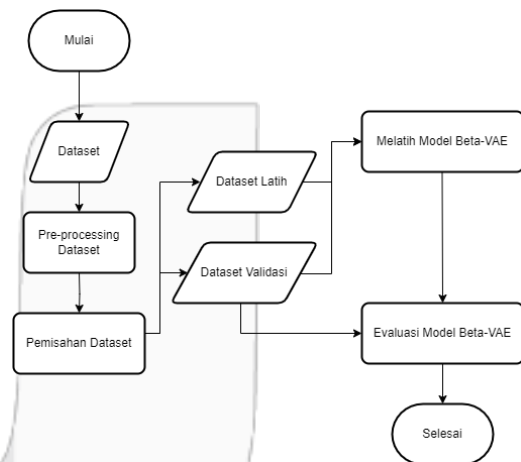 Mulai
Dataset
Pre-processing
Dataset
Pemisahan Dataset
Dataset Latih
Dataset Validasi
Melatih Model Beta-VAE
Evaluasi Model Beta-VAE
Selesai